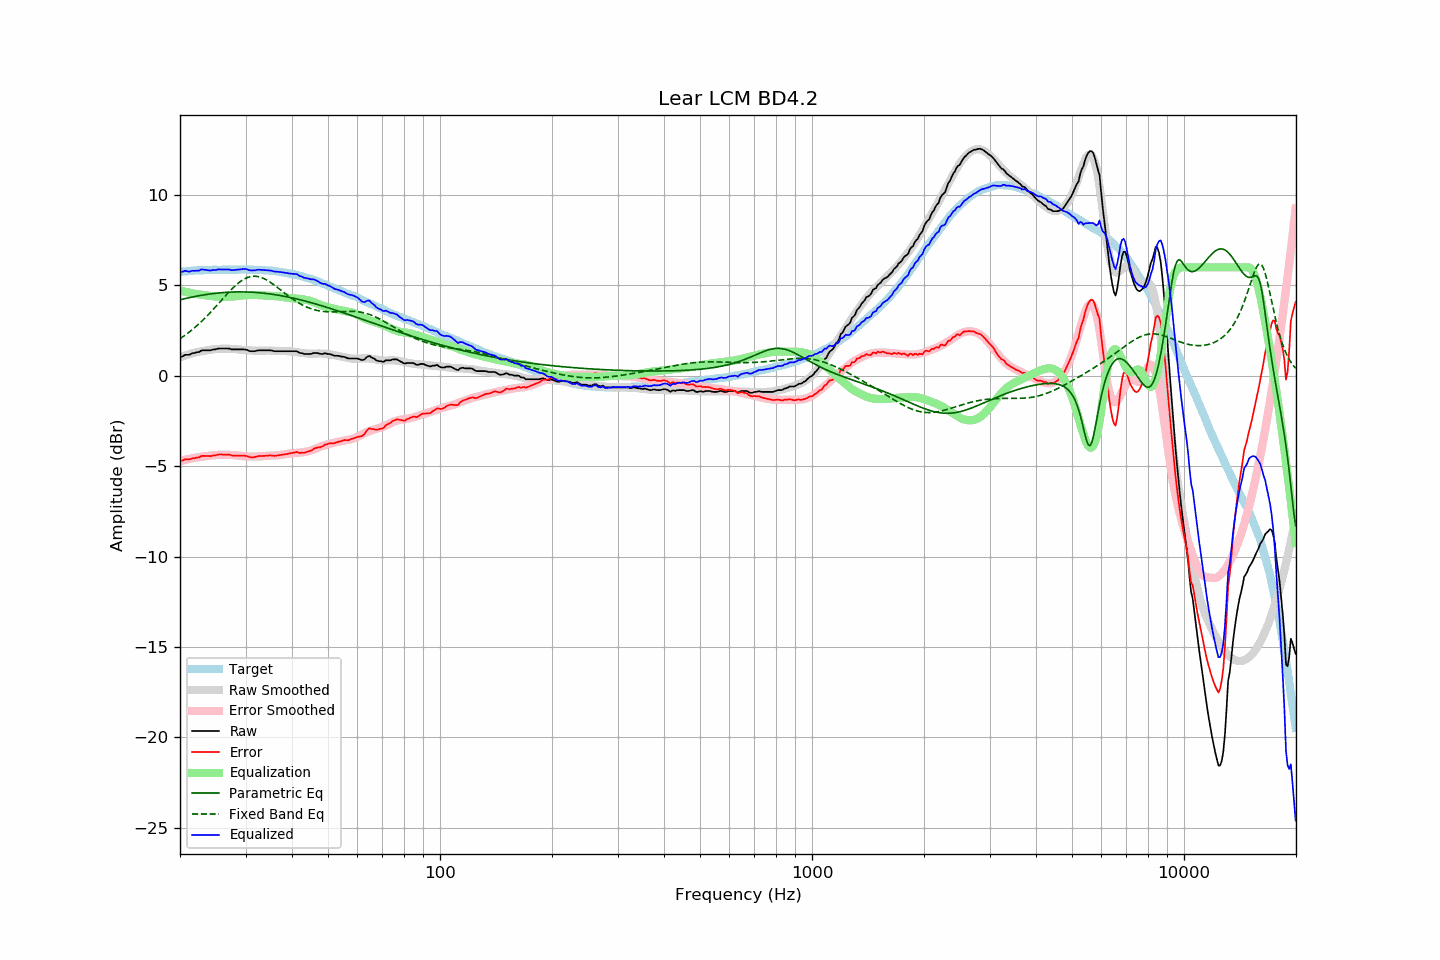 Lear LCM BD4.2
Amplitude (dBr)
10
5
0
−5
−10
−15
−20
−25
Target
Raw Smoothed
Error Smoothed
Raw
Error
Equalization
Parametric Eq
Fixed Band Eq
Equalized
100
1000
10000
Frequency (Hz)